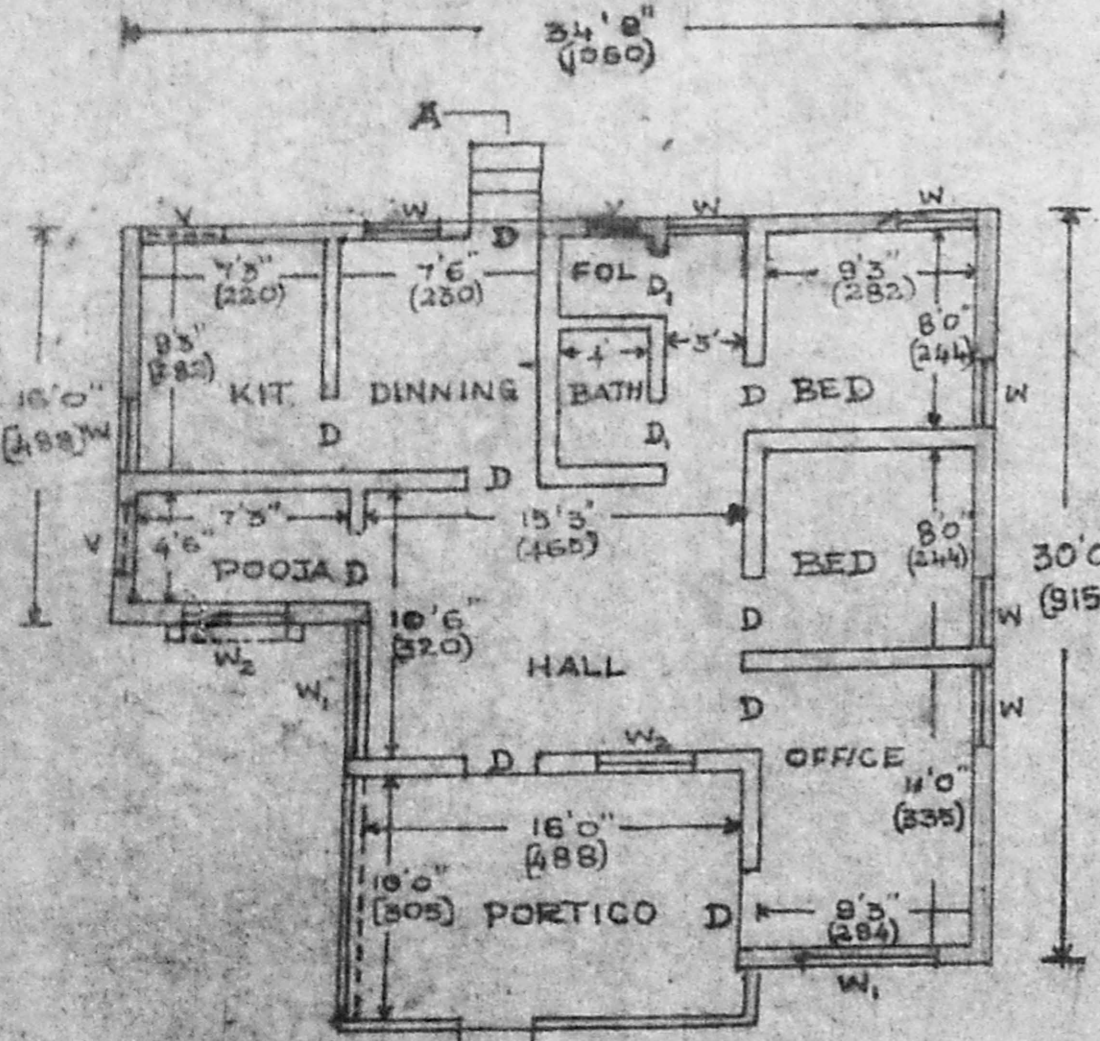 34'9"
(1060)
A
V W D V W W
7'3"
(220)
7'6"
(230)
FOL
D₁
9'3"
(282)
8'0"
(244)
9'3"
(282)
KIT.
DINNING
4'
BATH
3'
D
BED
W
16'0"
(488)
W
D
D₁
D
7'3"
15'3"
(465)
V
4'6"
POOJA
D
BED
8'0"
(244)
30'0
(915
10'6"
(320)
W₂
W₁
HALL
D
W
D
W
D
W₂
OFFICE
11'0"
(335)
16'0"
(488)
10'0"
(305)
PORTICO
D
9'3"
(284)
W₁